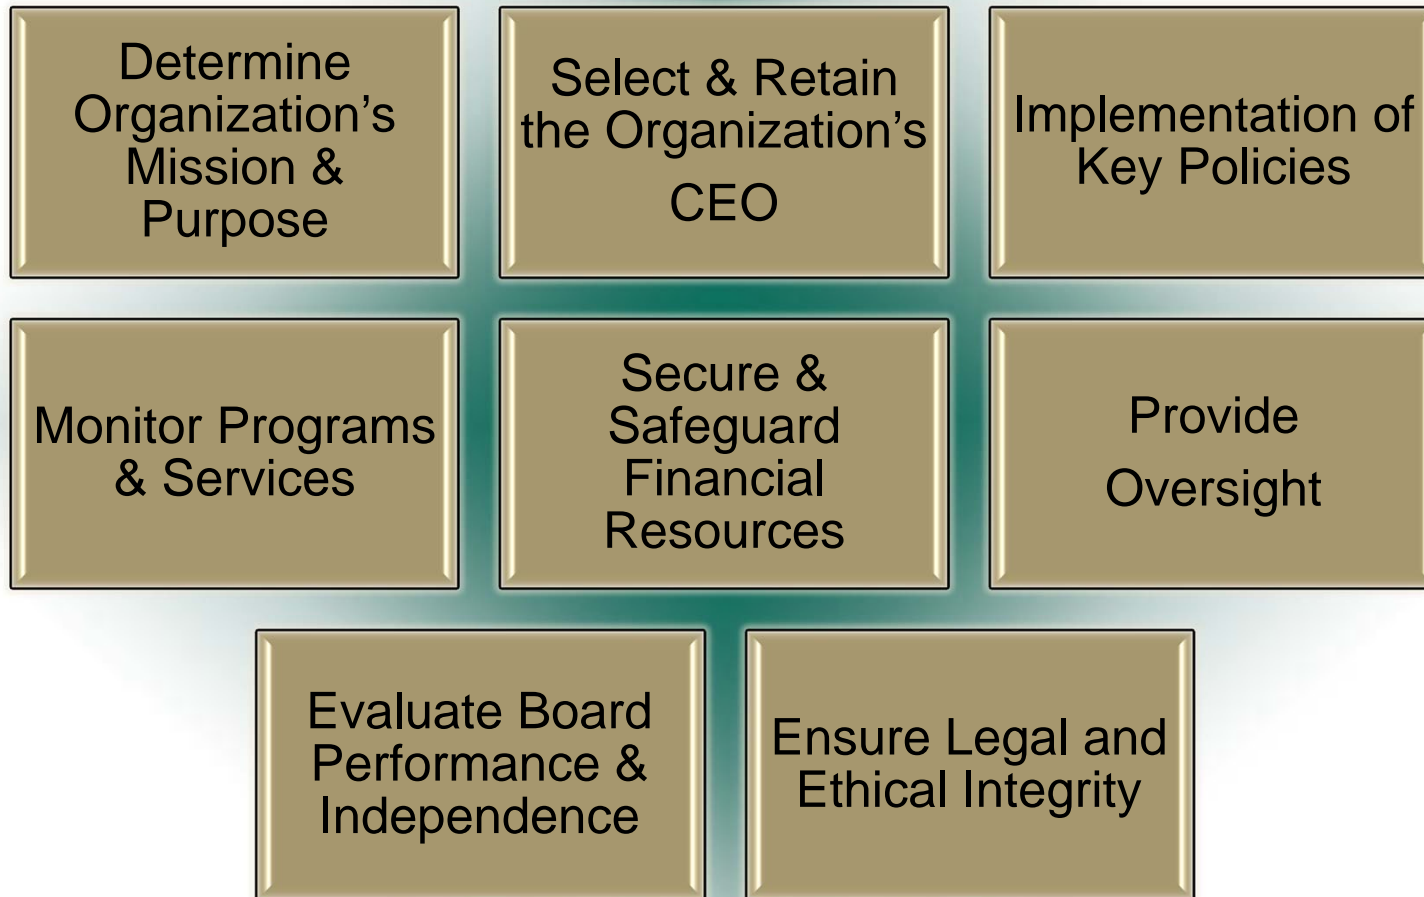 Determine
Organization’s
Mission &
Purpose
Select & Retain
the Organization’s
CEO
Implementation of
Key Policies
Monitor Programs
& Services
Secure &
Safeguard
Financial
Resources
Provide
Oversight
Evaluate Board
Performance &
Independence
Ensure Legal and
Ethical Integrity